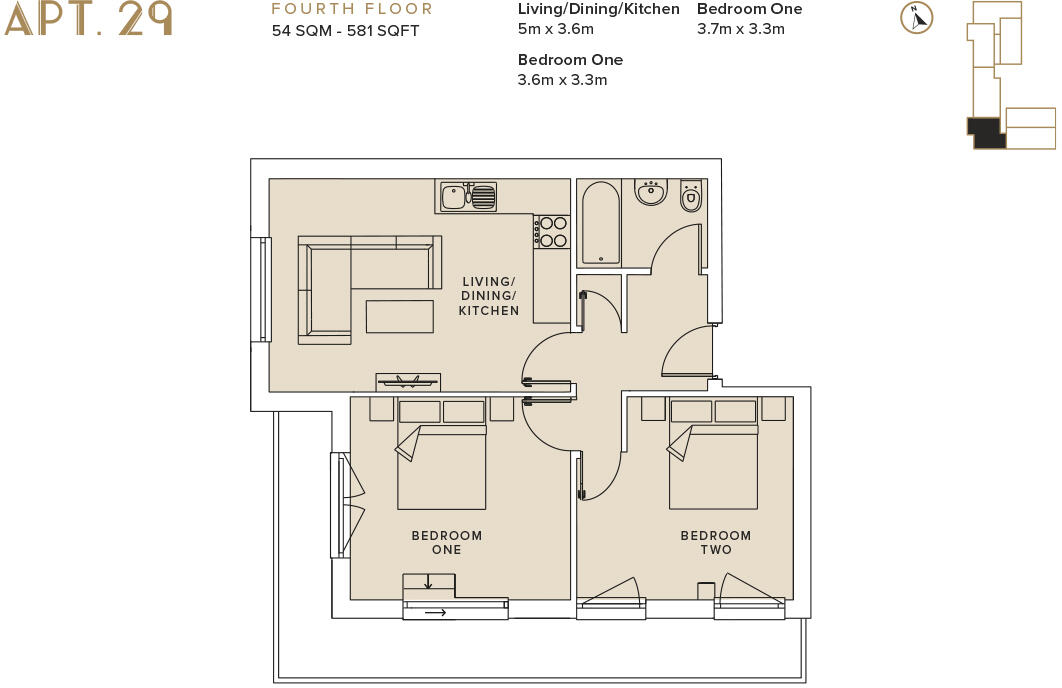 APT. 29
FOURTH FLOOR
54 SQM - 581 SQFT
Living/Dining/Kitchen
5m x 3.6m
Bedroom One
3.7m x 3.3m
Bedroom One
3.6m x 3.3m
N
LIVING/
DINING/
KITCHEN
BEDROOM
ONE
BEDROOM
TWO